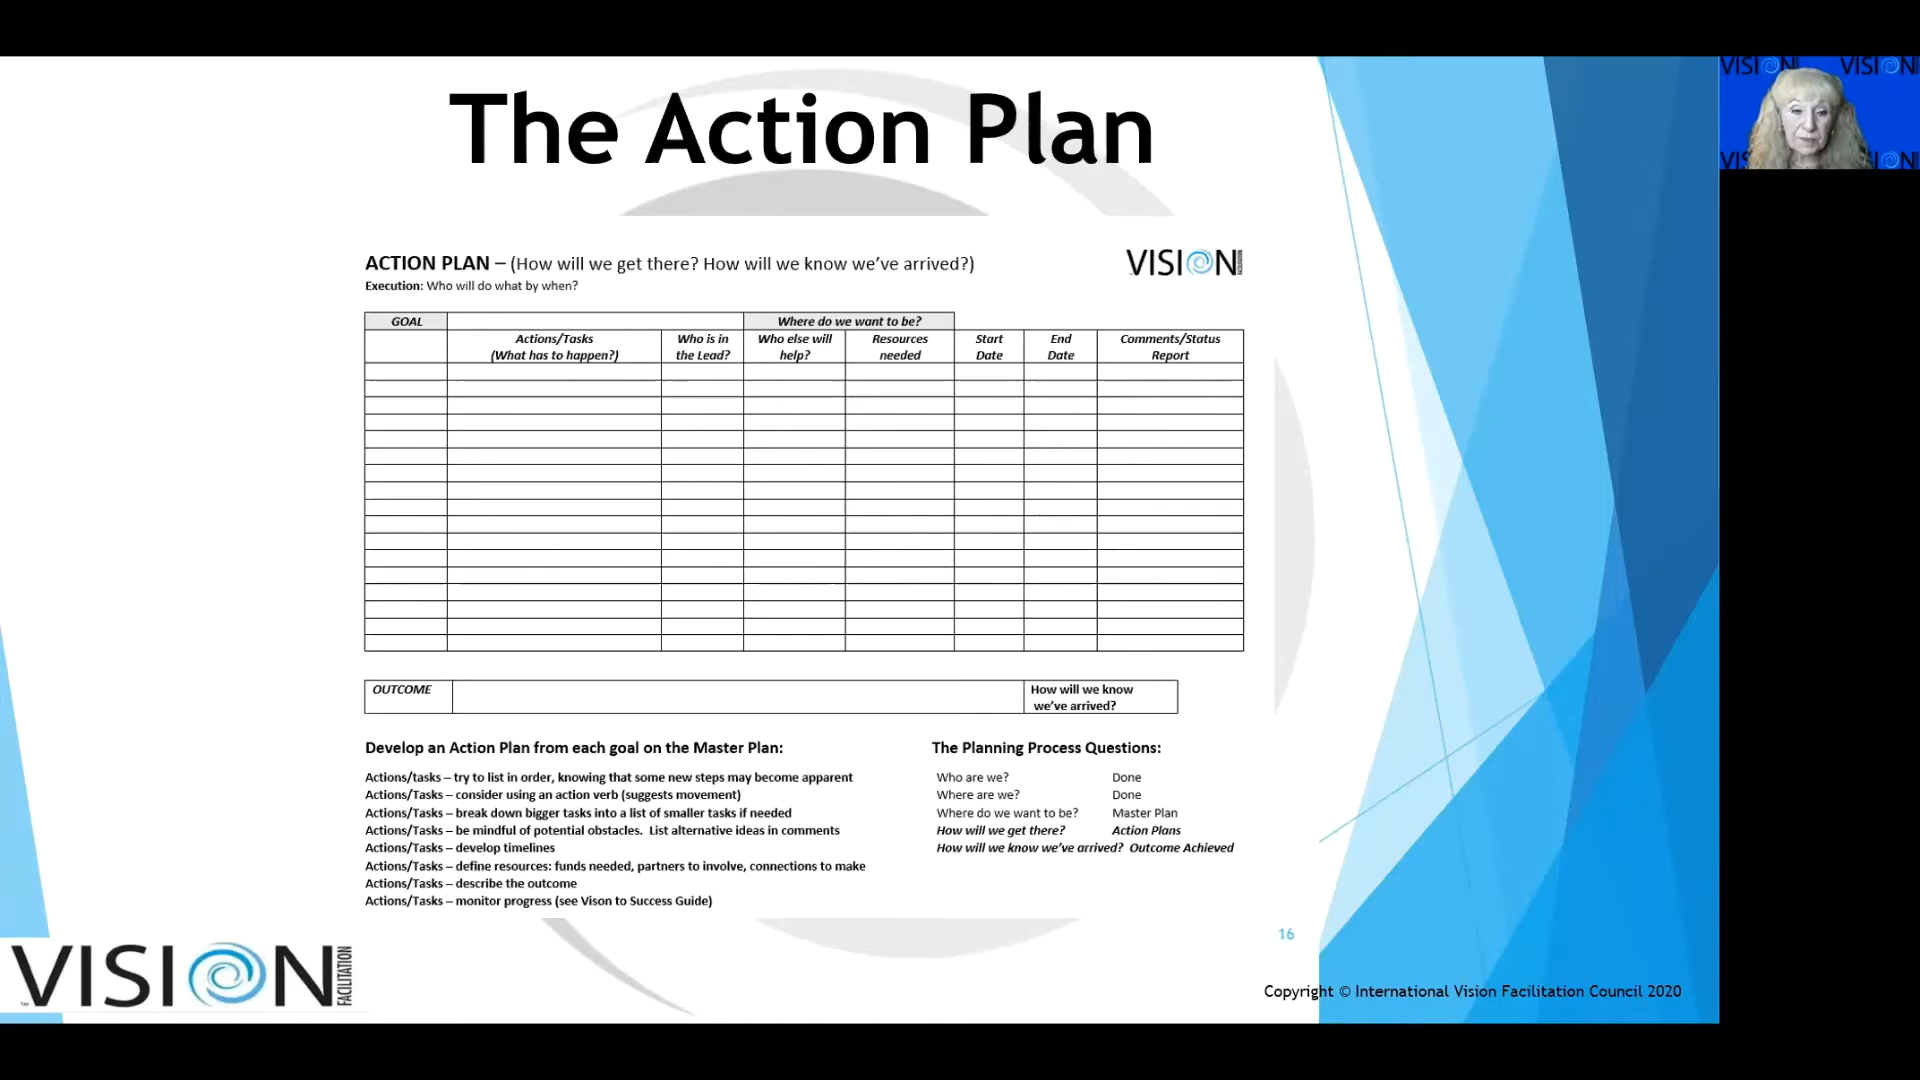 The Action Plan
VISION
VISION
VISION
ACTION PLAN – (How will we get there? How will we know we've arrived?)
VISION FACILITATION
Execution: Who will do what by when?
GOAL
Where do we want to be?
Actions/Tasks
(What has to happen?)
Who is in
the Lead?
Who else will
help?
Resources
needed
Start
Date
End
Date
Comments/Status
Report
OUTCOME
How will we know
we've arrived?
Develop an Action Plan from each goal on the Master Plan:
Actions/tasks – try to list in order, knowing that some new steps may become apparent
Actions/Tasks – consider using an action verb (suggests movement)
Actions/Tasks – break down bigger tasks into a list of smaller tasks if needed
Actions/Tasks – be mindful of potential obstacles.  List alternative ideas in comments
Actions/Tasks – develop timelines
Actions/Tasks – define resources: funds needed, partners to involve, connections to make
Actions/Tasks – describe the outcome
Actions/Tasks – monitor progress (see Vison to Success Guide)
The Planning Process Questions:
Who are we? Done
Where are we? Done
Where do we want to be? Master Plan
How will we get there? Action Plans
How will we know we've arrived? Outcome Achieved
16
VISION FACILITATION
™
Copyright © International Vision Facilitation Council 2020